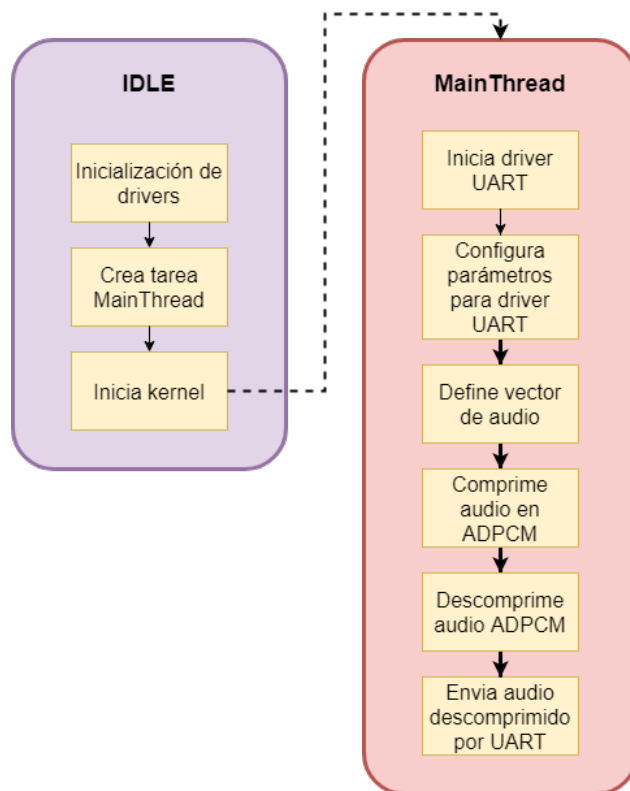 IDLE
Inicialización de
drivers
Crea tarea
MainThread
Inicia kernel
MainThread
Inicia driver
UART
Configura
parámetros
para driver
UART
Define vector
de audio
Comprime
audio en
ADPCM
Descomprime
audio ADPCM
Envia audio
descomprimido
por UART